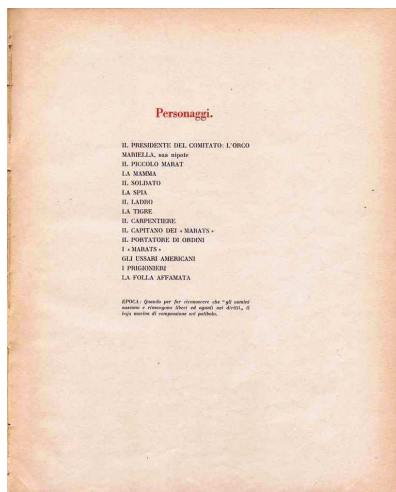 Personaggi.
IL PRESIDENTE DEL COMITATO: L'ORCO
MARIELLA, sua nipote
IL PICCOLO MARAT
LA MAMMA
IL SOLDATO
LA SPIA
IL LADRO
LA TIGRE
IL CARPENTIERE
IL CAPITANO DEI « MARATS »
IL PORTATORE DI ORDINI
I « MARATS »
GLI USSARI AMERICANI
I PRIGIONIERI
LA FOLLA AFFAMATA
EPOCA: Quando per far riconoscere che "gli uomini
nascono e rimangono liberi ed eguali nei diritti„ il
boja moriva di compassione sul patibolo.